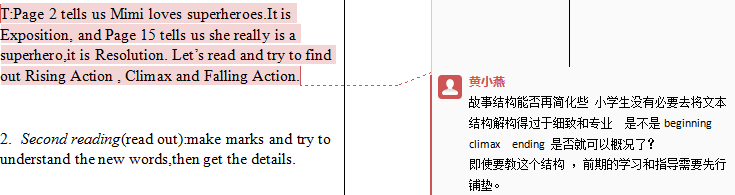 T:Page 2 tells us Mimi loves superheroes.It is
Exposition, and Page 15 tells us she really is a
superhero,it is Resolution. Let's read and try to find
out Rising Action , Climax and Falling Action.
2. Second reading(read out):make marks and try to
understand the new words,then get the details.
黄小燕
故事结构能否再简化些 小学生没有必要去将文本
结构解构得过于细致和专业 是不是 beginning
climax ending 是否就可以概况了？
即使要教这个结构 ，前期的学习和指导需要先行
铺垫。